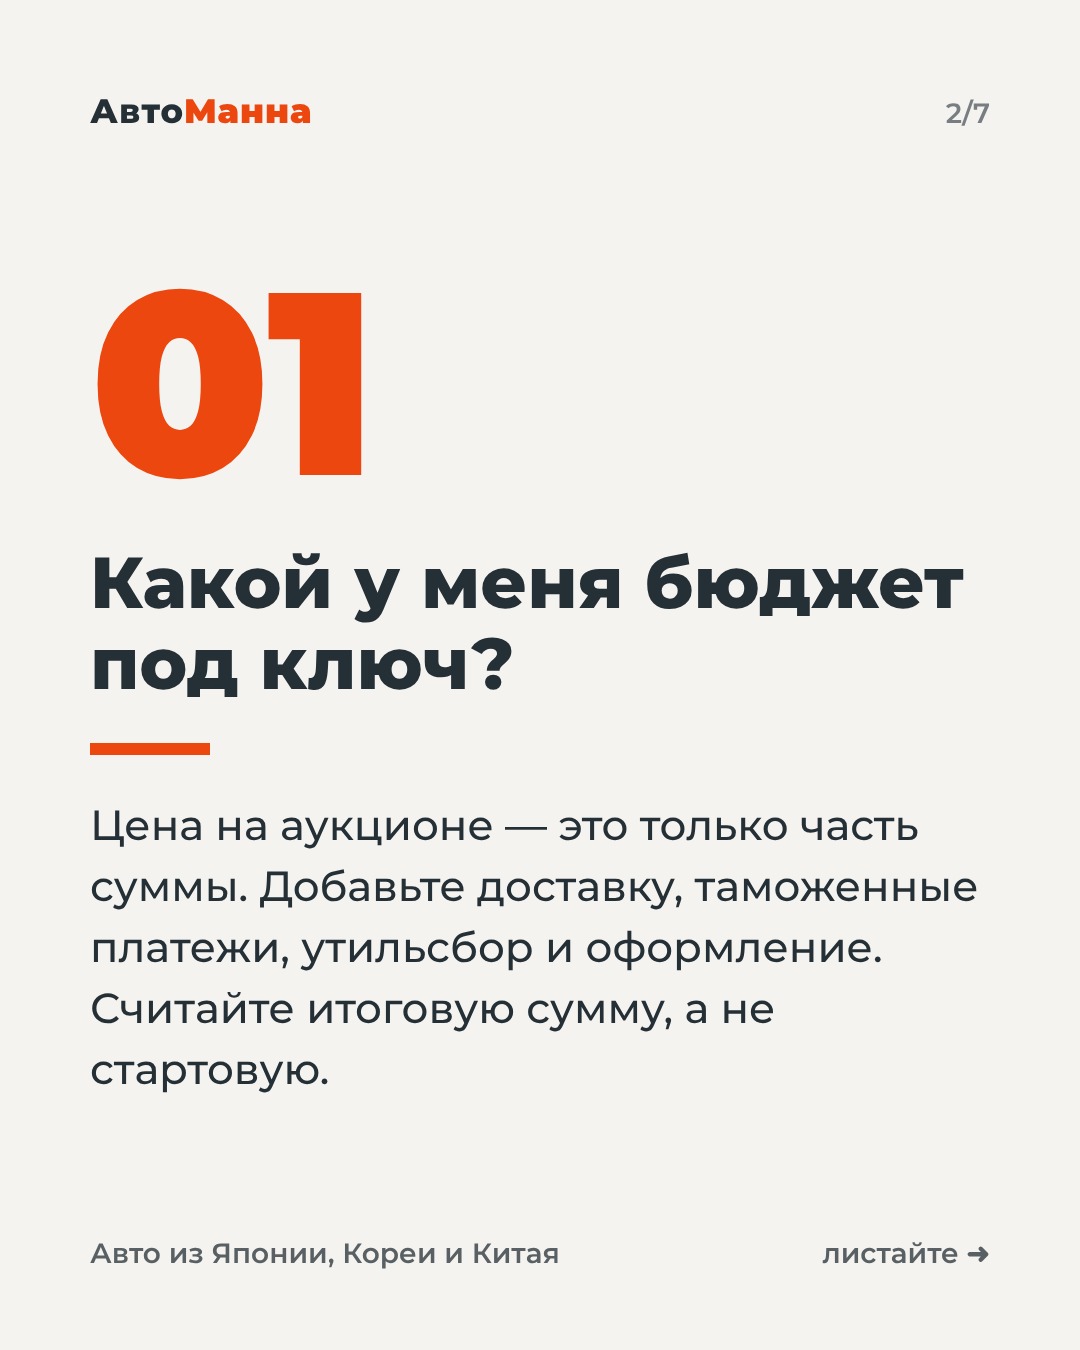 АвтоМанна
2/7
01
Какой у меня бюджет
под ключ?
Цена на аукционе — это только часть
суммы. Добавьте доставку, таможенные
платежи, утильсбор и оформление.
Считайте итоговую сумму, а не
стартовую.
Авто из Японии, Кореи и Китая
листайте ➜